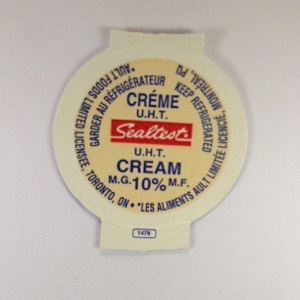 CRÉME
U.H.T.
Sealtest*
U.H.T.
CREAM
M.G. 10% M.F.
GARDER AU RÉFRIGÉRATEUR
KEEP REFRIGERATED
*AULT FOODS LIMITED LICENSEE, TORONTO, ON • *LES ALIMENTS AULT LIMITÉE LICENCIÉ, MONTRÉAL, PQ
1478